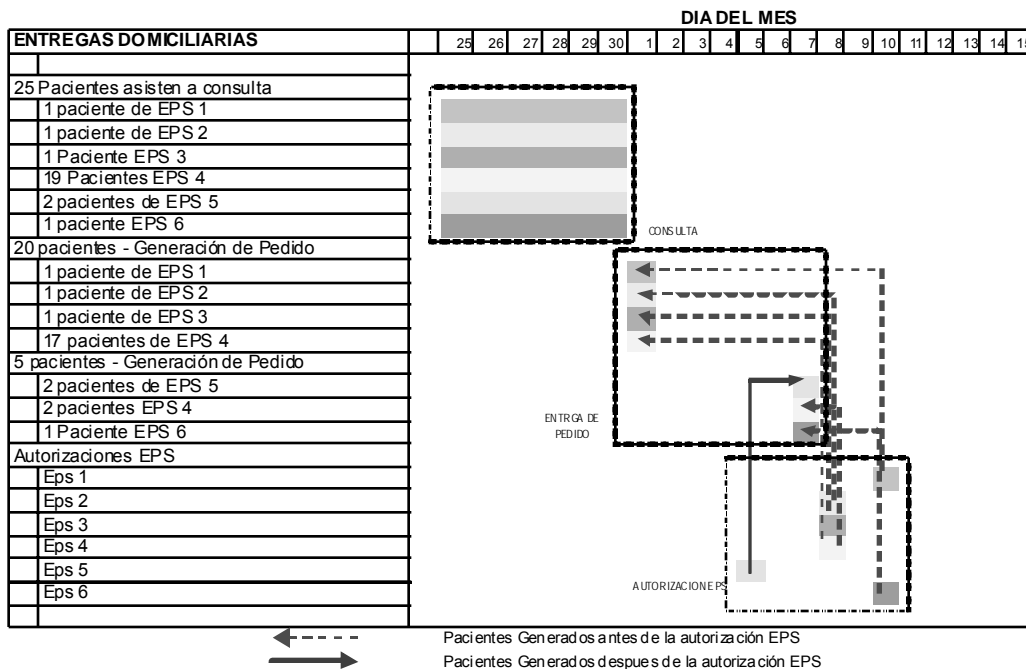 DIA DEL MES
ENTREGAS DOMICILIARIAS 25 26 27 28 29 30 1 2 3 4 5 6 7 8 9 10 11 12 13 14 15
25 Pacientes asisten a consulta
1 paciente de EPS 1
1 paciente de EPS 2
1 Paciente EPS 3
19 Pacientes EPS 4
2 pacientes de EPS 5
1 paciente EPS 6
CONSULTA
20 pacientes - Generación de Pedido
1 paciente de EPS 1
1 paciente de EPS 2
1 paciente de EPS 3
17 pacientes de EPS 4
5 pacientes - Generación de Pedido
2 pacientes de EPS 5
2 pacientes EPS 4
1 Paciente EPS 6
ENTRGA DE
PEDIDO
Autorizaciones EPS
Eps 1
Eps 2
Eps 3
Eps 4
Eps 5
Eps 6
AUTORIZACION EPS
Pacientes Generados antes de la autorización EPS
Pacientes Generados despues de la autorización EPS